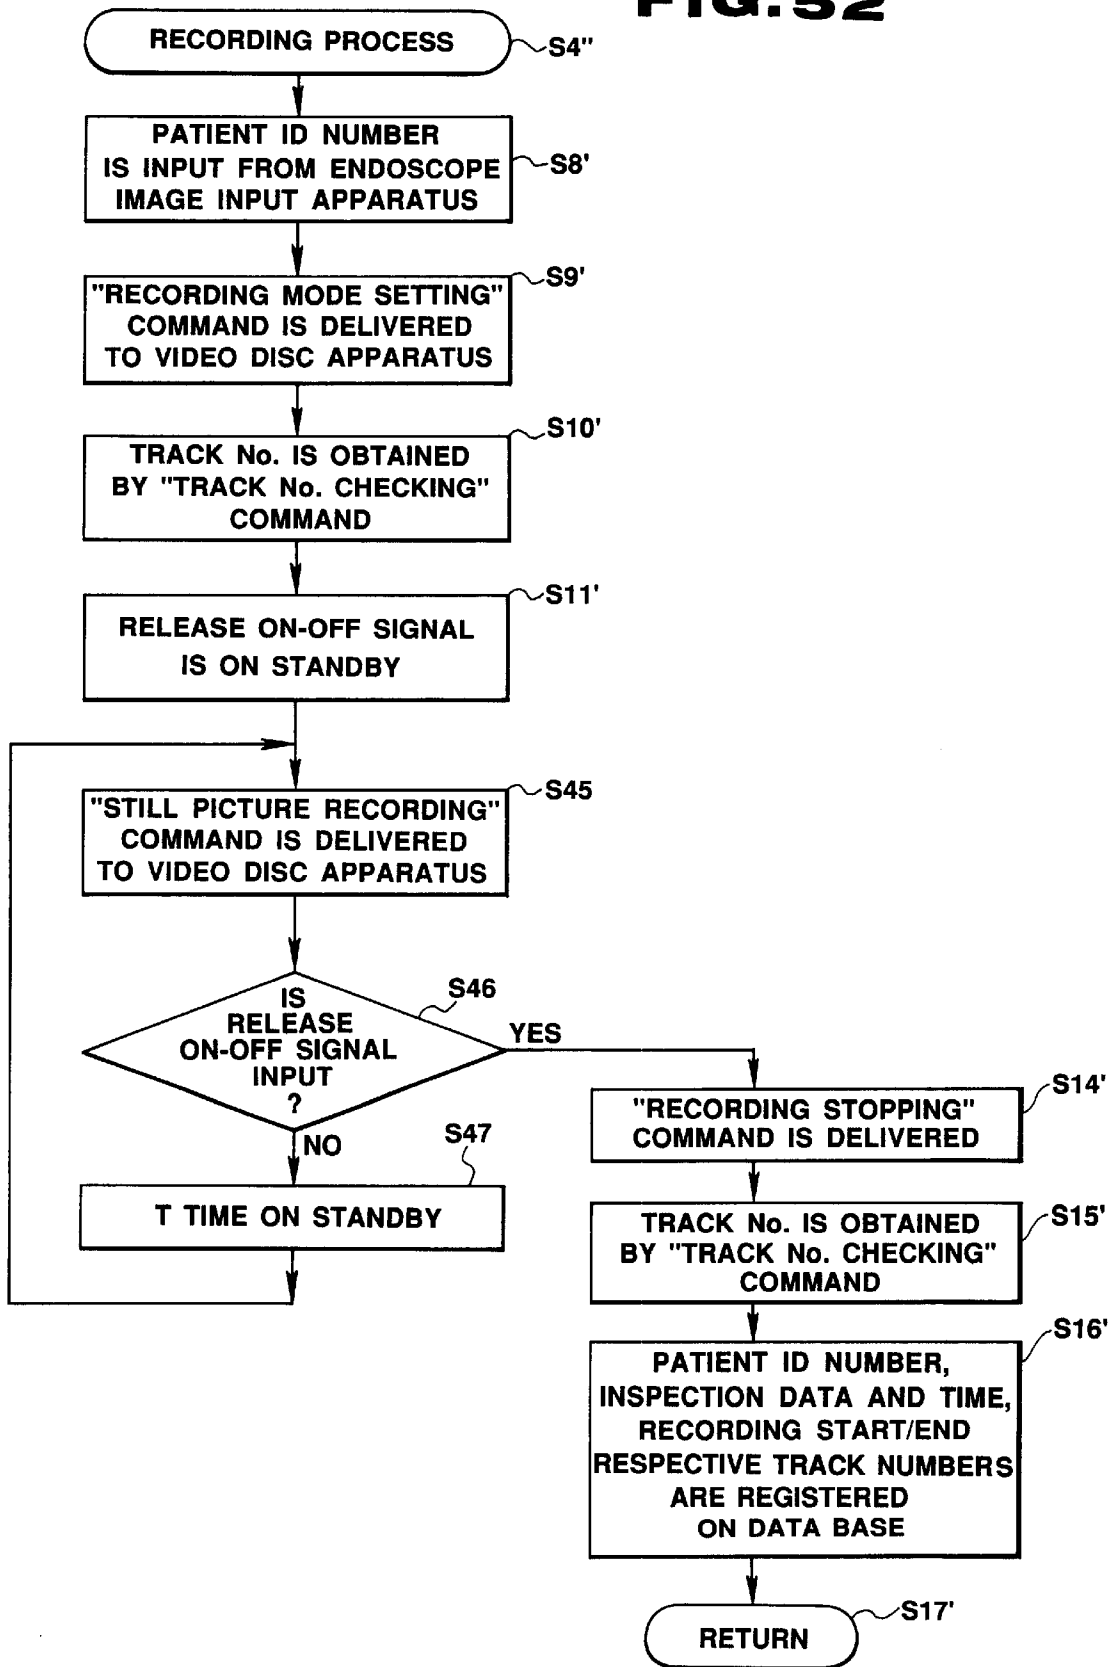 FIG.52
RECORDING PROCESS
S4"
PATIENT ID NUMBER
IS INPUT FROM ENDOSCOPE
IMAGE INPUT APPARATUS
S8'
"RECORDING MODE SETTING"
COMMAND IS DELIVERED
TO VIDEO DISC APPARATUS
S9'
TRACK No. IS OBTAINED
BY "TRACK No. CHECKING"
COMMAND
S10'
RELEASE ON-OFF SIGNAL
IS ON STANDBY
S11'
"STILL PICTURE RECORDING"
COMMAND IS DELIVERED
TO VIDEO DISC APPARATUS
S45
IS
RELEASE
ON-OFF SIGNAL
INPUT
?
S46
YES
NO
S47
T TIME ON STANDBY
"RECORDING STOPPING"
COMMAND IS DELIVERED
S14'
TRACK No. IS OBTAINED
BY "TRACK No. CHECKING"
COMMAND
S15'
PATIENT ID NUMBER,
INSPECTION DATA AND TIME,
RECORDING START/END
RESPECTIVE TRACK NUMBERS
ARE REGISTERED
ON DATA BASE
S16'
RETURN
S17'